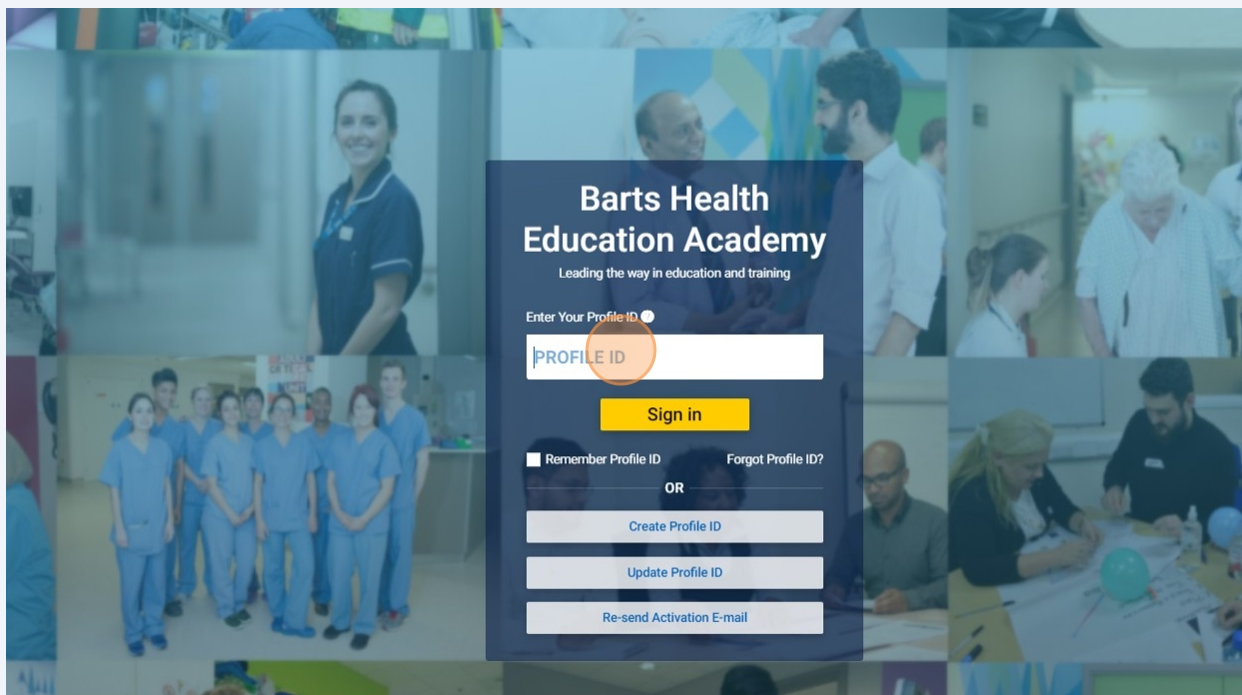 Barts Health
Education Academy
Leading the way in education and training
Enter Your Profile ID
PROFILE ID
Sign in
Remember Profile ID
Forgot Profile ID?
OR
Create Profile ID
Update Profile ID
Re-send Activation E-mail